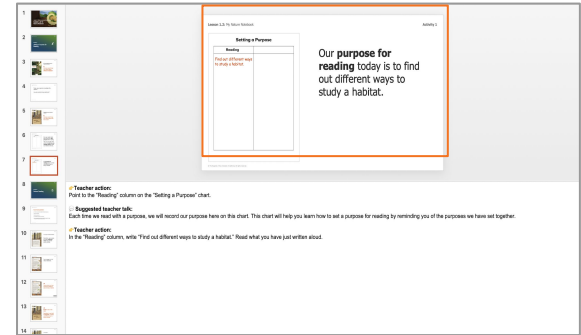 1
Lesson 1.2: My Nature Notebook
Activity 1
Setting a Purpose
Reading
Find out different ways
to study a habitat.
Our purpose for
reading today is to find
out different ways to
study a habitat.
2
3
4
5
6
7
8
9
10
11
12
13
14
Teacher action:
Point to the "Reading" column on the "Setting a Purpose" chart.
Suggested teacher talk:
Each time we read with a purpose, we will record our purpose here on this chart. This chart will help you learn how to set a purpose for reading by reminding you of the purposes we have set together.
Teacher action:
In the "Reading" column, write "Find out different ways to study a habitat." Read what you have just written aloud.